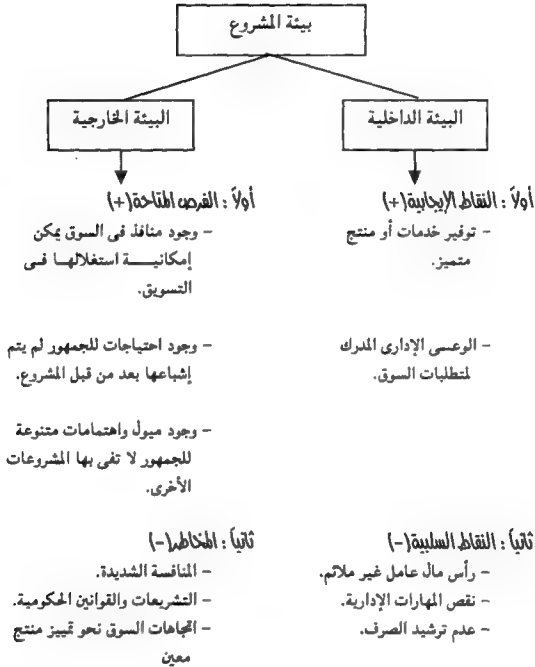 بيئة المشروع
البيئة الداخلية
أولاً : النقاط الإيجابية (+)
- توفير خدمات أو منتج
متميز.
- الوعى الإدارى المدرك
لمتطلبات السوق.
ثانياً : النقاط السلبية (-)
- رأس مال عامل غير ملائم.
- نقص المهارات الإدارية.
- عدم ترشيد الصرف.
البيئة الخارجية
أولاً : الفرص المتاحة (+)
- وجود منافذ فى السوق يمكن
إمكانيـــة استغلالهـا فـى
التسويق.
- وجود احتياجات للجمهور لم يتم
إشباعها بعد من قبل المشروع.
- وجود ميول واهتمامات متنوعة
للجمهور لا تفى بها المشروعات
الأخرى.
ثانياً : المخاطر (-)
- المنافسة الشديدة.
- التشريعات والقوانين الحكومية.
- اتجاهات السوق نحو تمييز منتج
معين